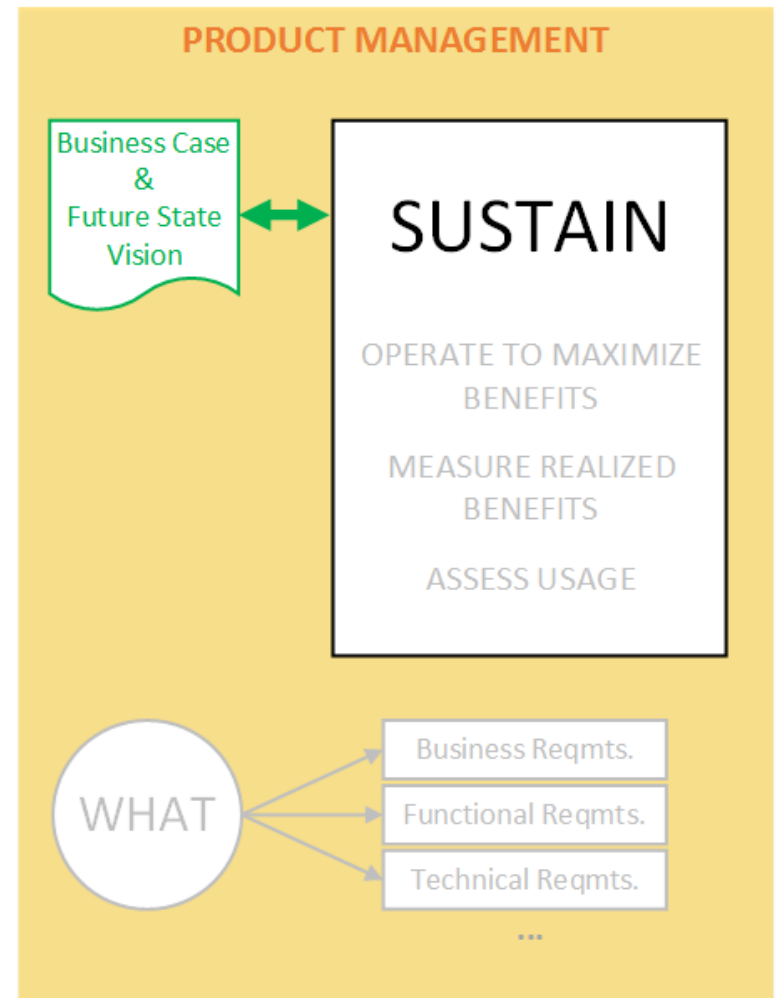 PRODUCT MANAGEMENT
Business Case
&
Future State
Vision
SUSTAIN
OPERATE TO MAXIMIZE
BENEFITS
MEASURE REALIZED
BENEFITS
ASSESS USAGE
WHAT
Business Reqmts.
Functional Reqmts.
Technical Reqmts.
...